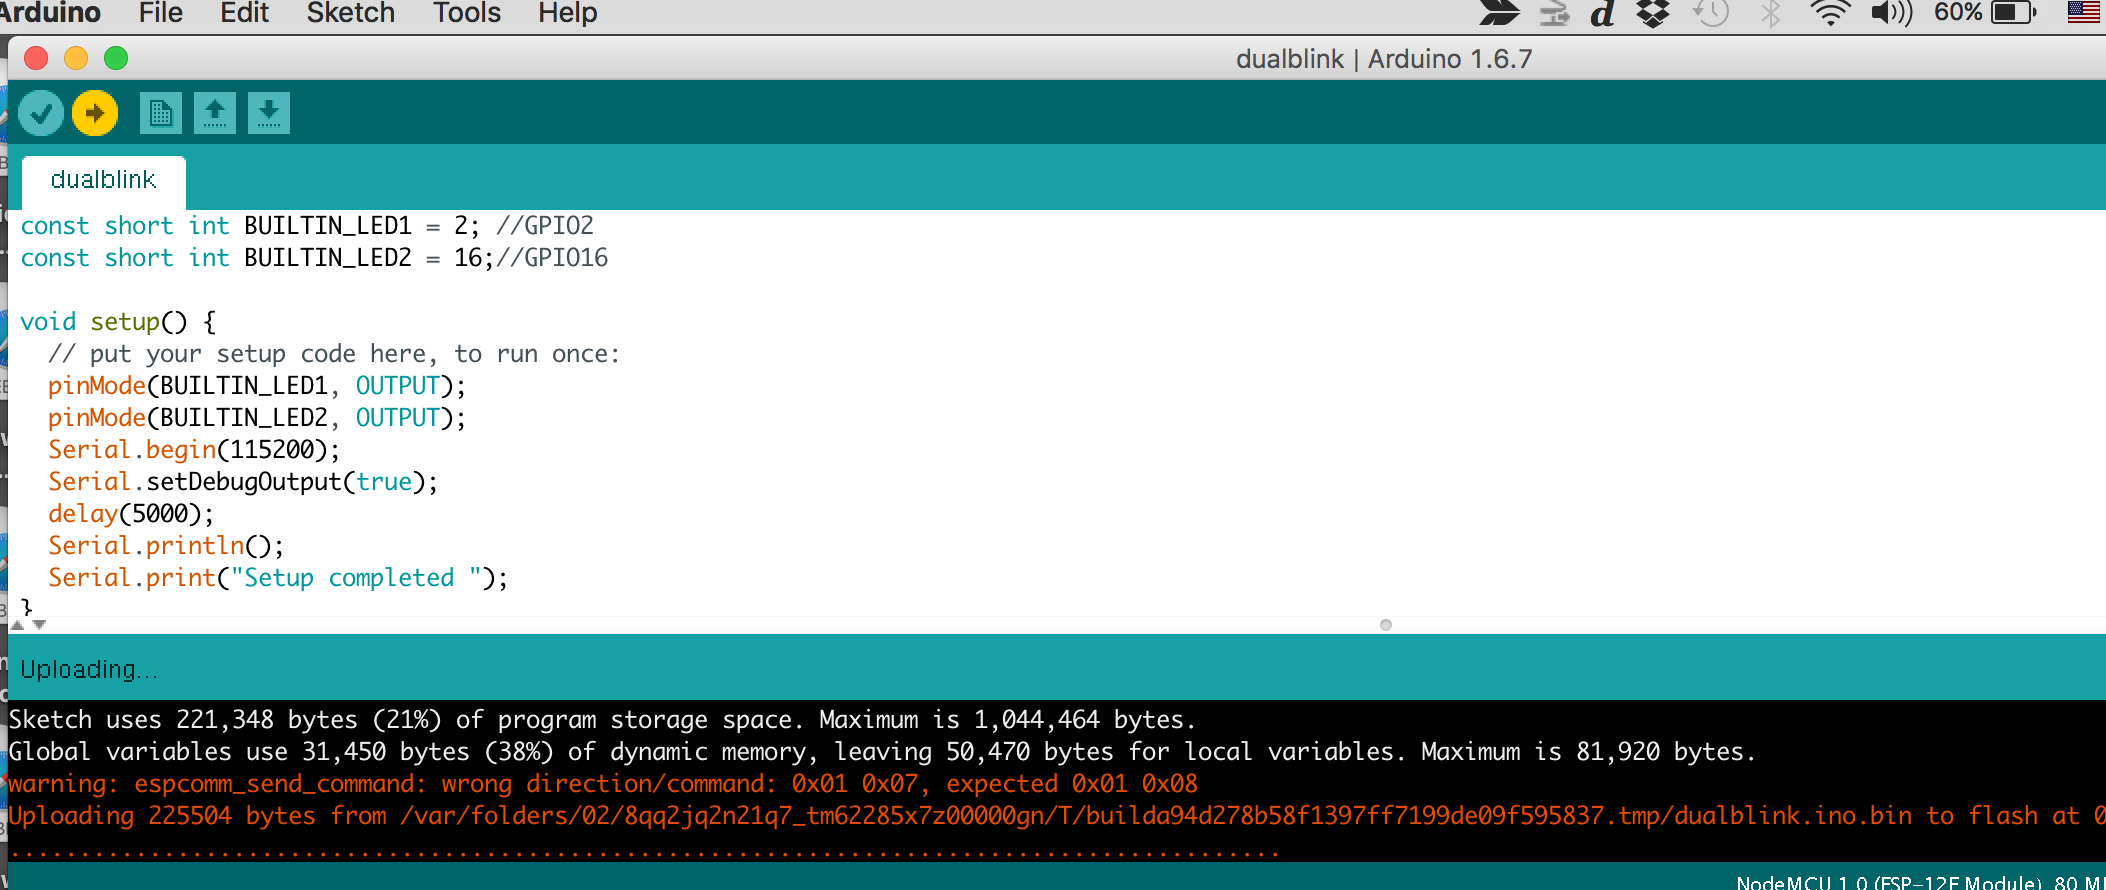 Arduino File Edit Sketch Tools Help 60%
dualblink | Arduino 1.6.7
dualblink
const short int BUILTIN_LED1 = 2; //GPIO2
const short int BUILTIN_LED2 = 16;//GPIO16
void setup() {
// put your setup code here, to run once:
pinMode(BUILTIN_LED1, OUTPUT);
pinMode(BUILTIN_LED2, OUTPUT);
Serial.begin(115200);
Serial.setDebugOutput(true);
delay(5000);
Serial.println();
Serial.print("Setup completed ");
}
Uploading...
Sketch uses 221,348 bytes (21%) of program storage space. Maximum is 1,044,464 bytes.
Global variables use 31,450 bytes (38%) of dynamic memory, leaving 50,470 bytes for local variables. Maximum is 81,920 bytes.
warning: espcomm_send_command: wrong direction/command: 0x01 0x07, expected 0x01 0x08
Uploading 225504 bytes from /var/folders/02/8qq2jq2n21q7_tm62285x7z00000gn/T/builda94d278b58f1397ff7199de09f595837.tmp/dualblink.ino.bin to flash at 0
............................................................................................
NodeMCU 1.0 (ESP-12E Module), 80 M